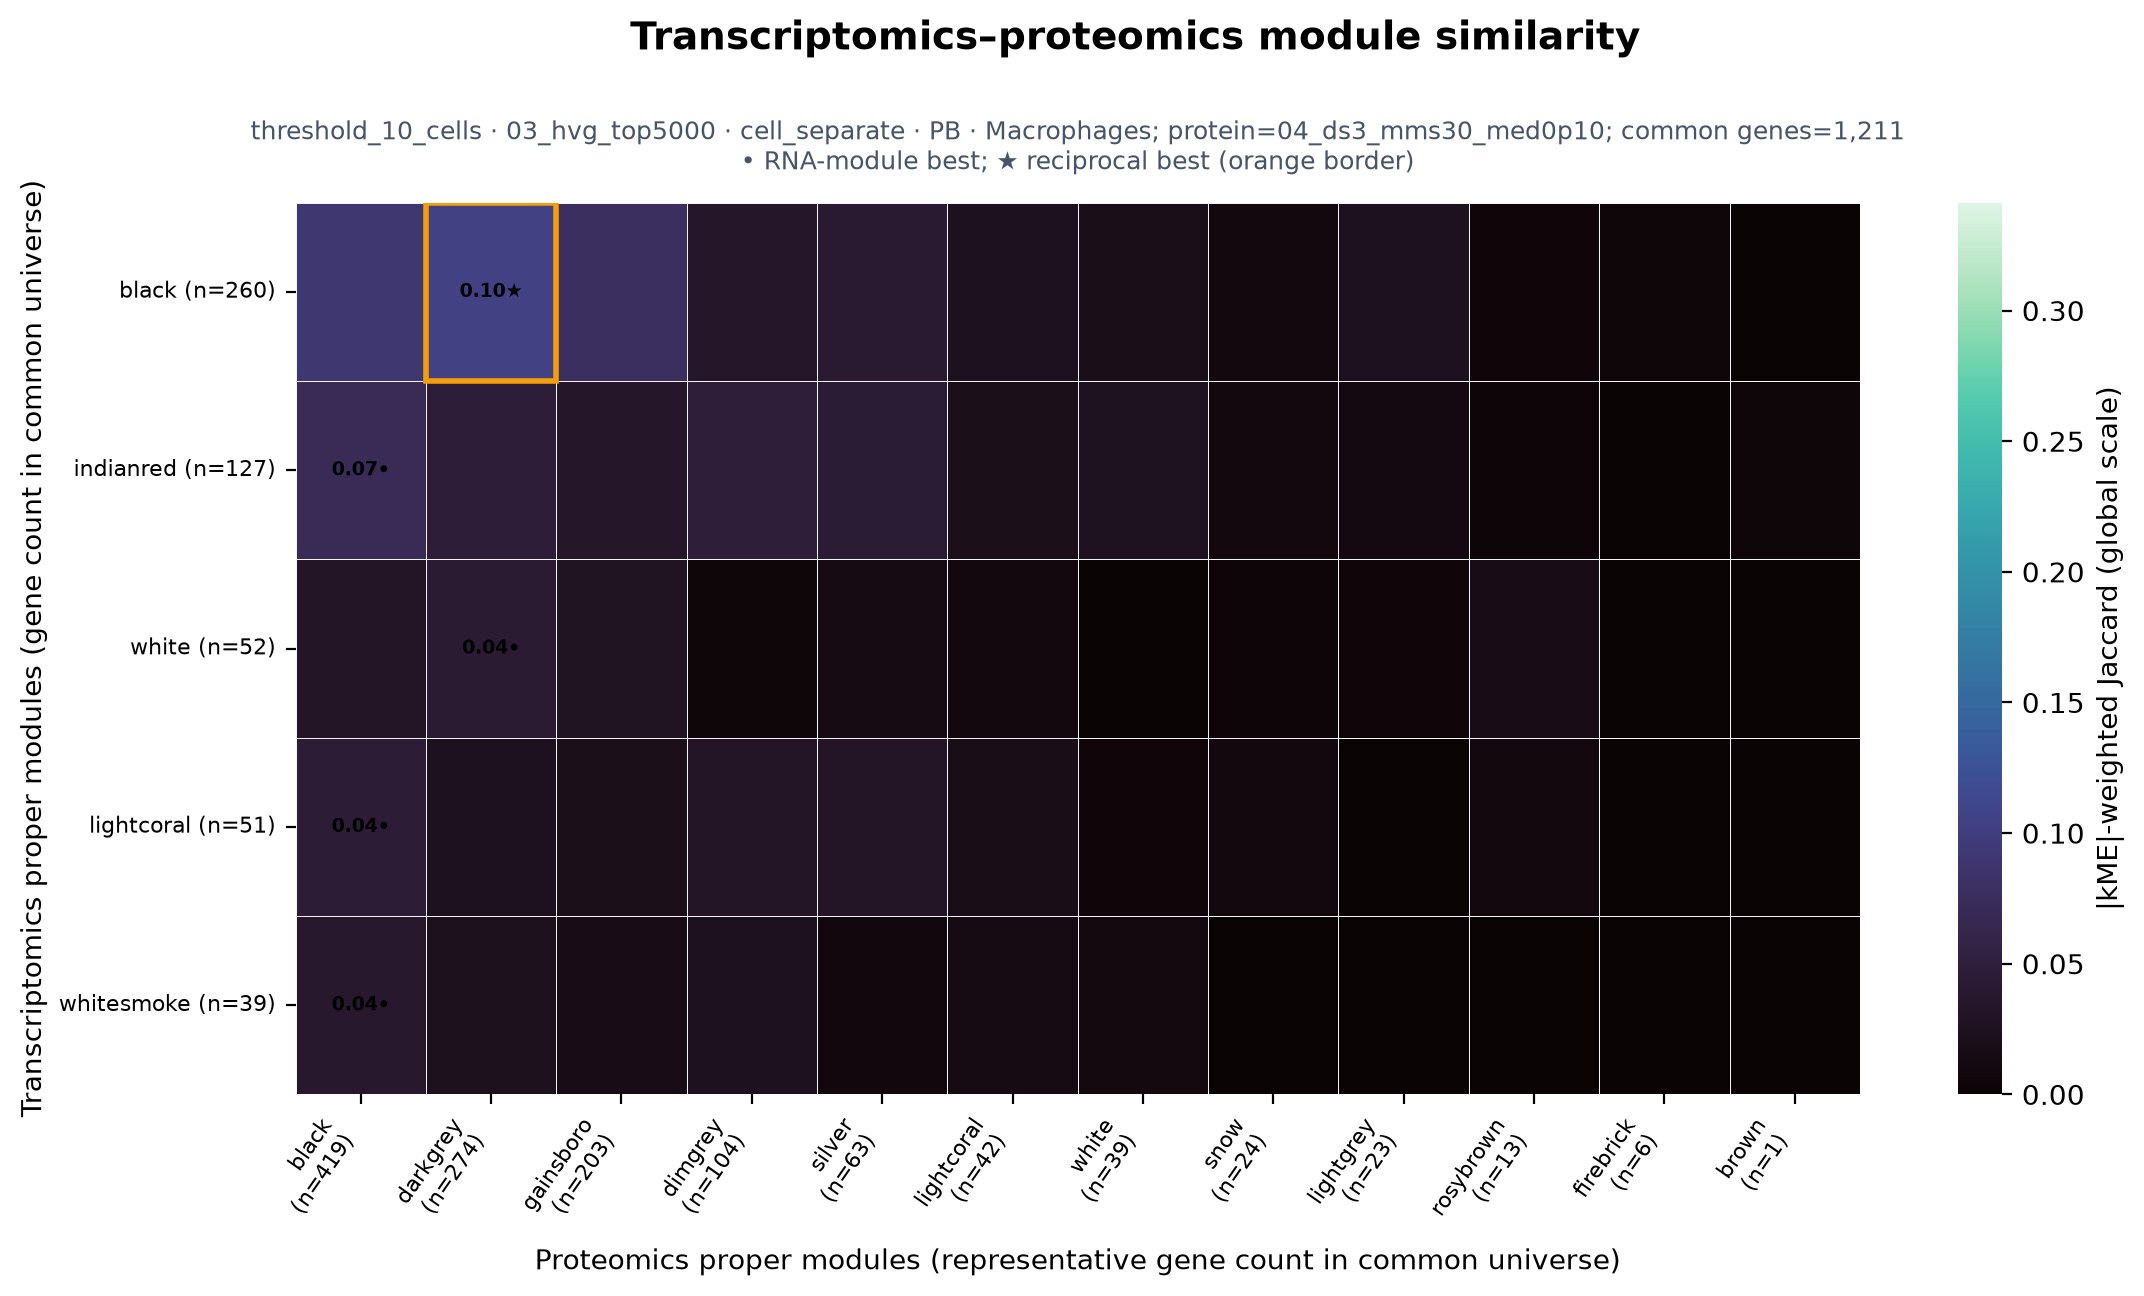 Transcriptomics–proteomics module similarity
threshold_10_cells · 03_hvg_top5000 · cell_separate · PB · Macrophages; protein=04_ds3_mms30_med0p10; common genes=1,211
• RNA-module best; ★ reciprocal best (orange border)
Transcriptomics proper modules (gene count in common universe)
black (n=260)
0.10★
indianred (n=127)
0.07•
white (n=52)
0.04•
lightcoral (n=51)
0.04•
whitesmoke (n=39)
0.04•
black
(n=419)
darkgrey
(n=274)
gainsboro
(n=203)
dimgrey
(n=104)
silver
(n=63)
lightcoral
(n=42)
white
(n=39)
snow
(n=24)
lightgrey
(n=23)
rosybrown
(n=13)
firebrick
(n=6)
brown
(n=1)
Proteomics proper modules (representative gene count in common universe)
0.30
0.25
0.20
0.15
0.10
0.05
0.00
|kME|-weighted Jaccard (global scale)